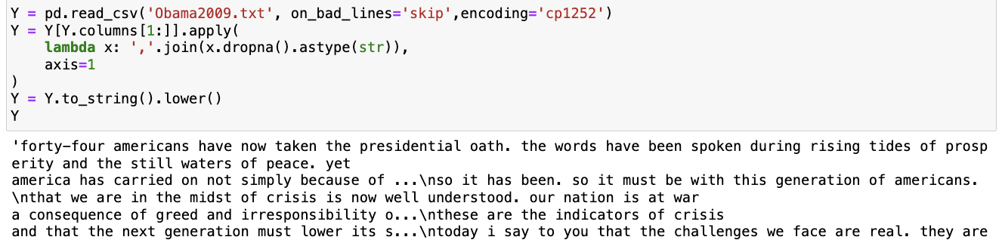 Y = pd.read_csv('Obama2009.txt', on_bad_lines='skip',encoding='cp1252')
Y = Y[Y.columns[1:]].apply(
    lambda x: ','.join(x.dropna().astype(str)),
    axis=1
)
Y = Y.to_string().lower()
Y
'forty-four americans have now taken the presidential oath. the words have been spoken during rising tides of prosp
erity and the still waters of peace. yet
america has carried on not simply because of ...\nso it has been. so it must be with this generation of americans.
\nthat we are in the midst of crisis is now well understood. our nation is at war
a consequence of greed and irresponsibility o...\nthese are the indicators of crisis
and that the next generation must lower its s...\ntoday i say to you that the challenges we face are real. they are